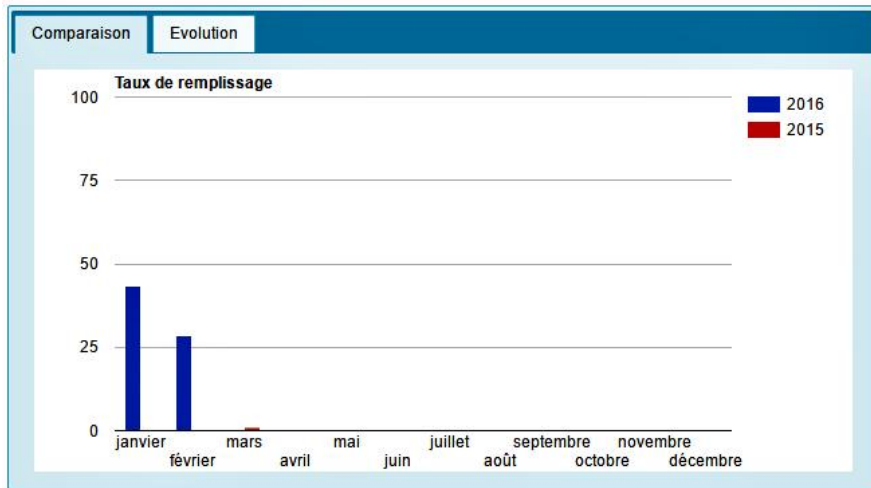 Comparaison Evolution
Taux de remplissage
100
75
50
25
0
2016
2015
janvier mars mai juillet septembre novembre
février avril juin août octobre décembre